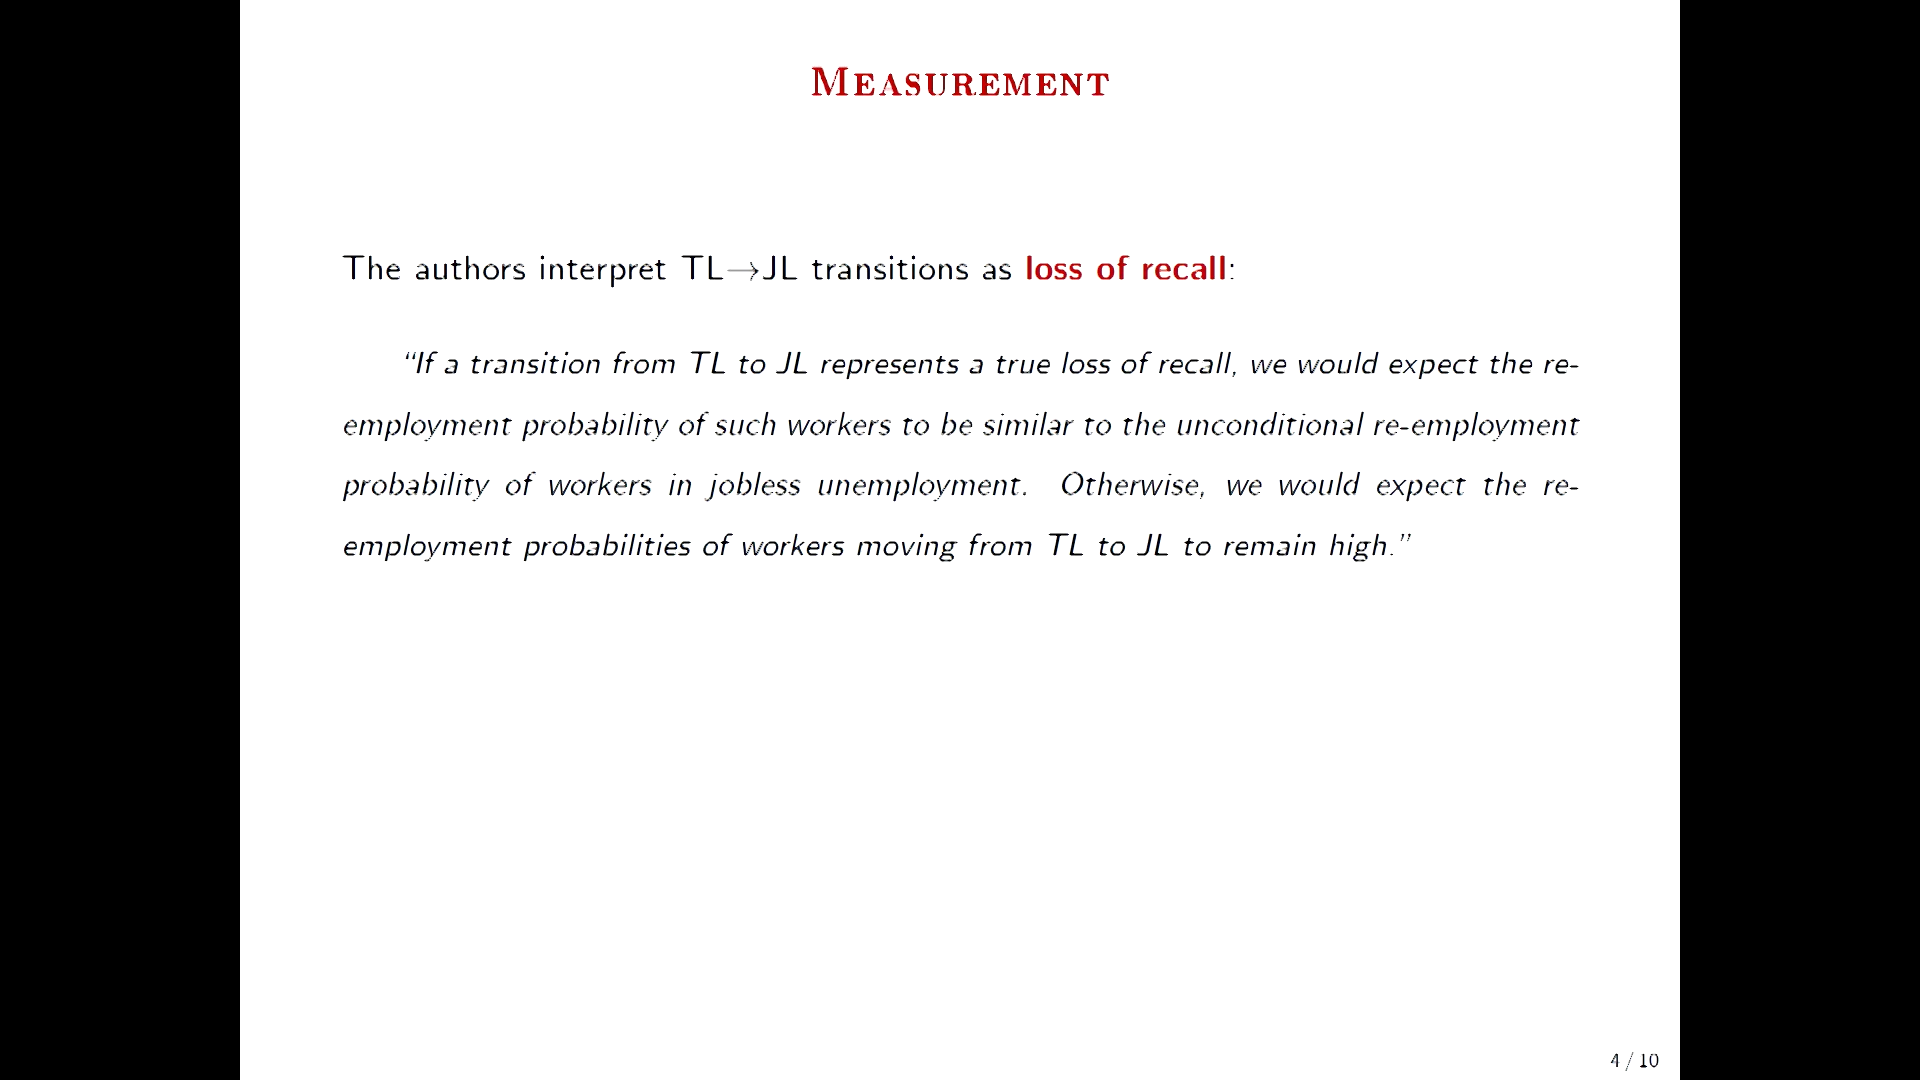 MEASUREMENT
The authors interpret TL→JL transitions as loss of recall:
“If a transition from TL to JL represents a true loss of recall, we would expect the re-
employment probability of such workers to be similar to the unconditional re-employment
probability of workers in jobless unemployment. Otherwise, we would expect the re-
employment probabilities of workers moving from TL to JL to remain high.”
4 / 10